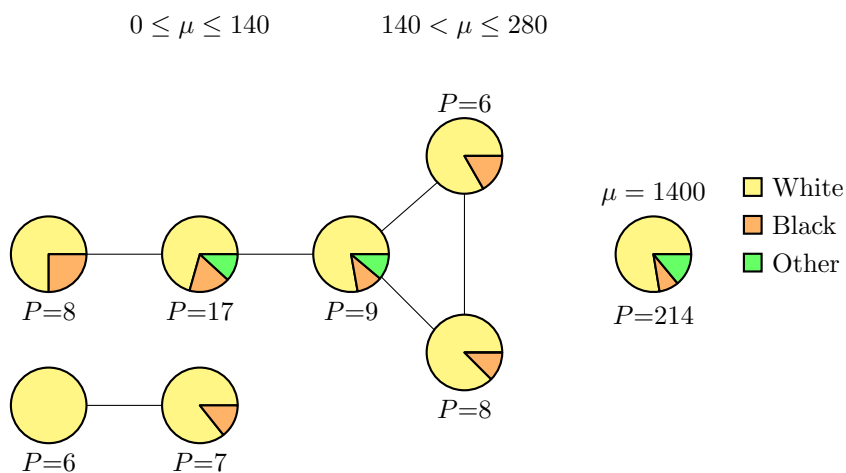 0 ≤ μ ≤ 140
140 < μ ≤ 280
P=6
μ = 1400
White
Black
Other
P=8
P=17
P=9
P=214
P=8
P=6
P=7